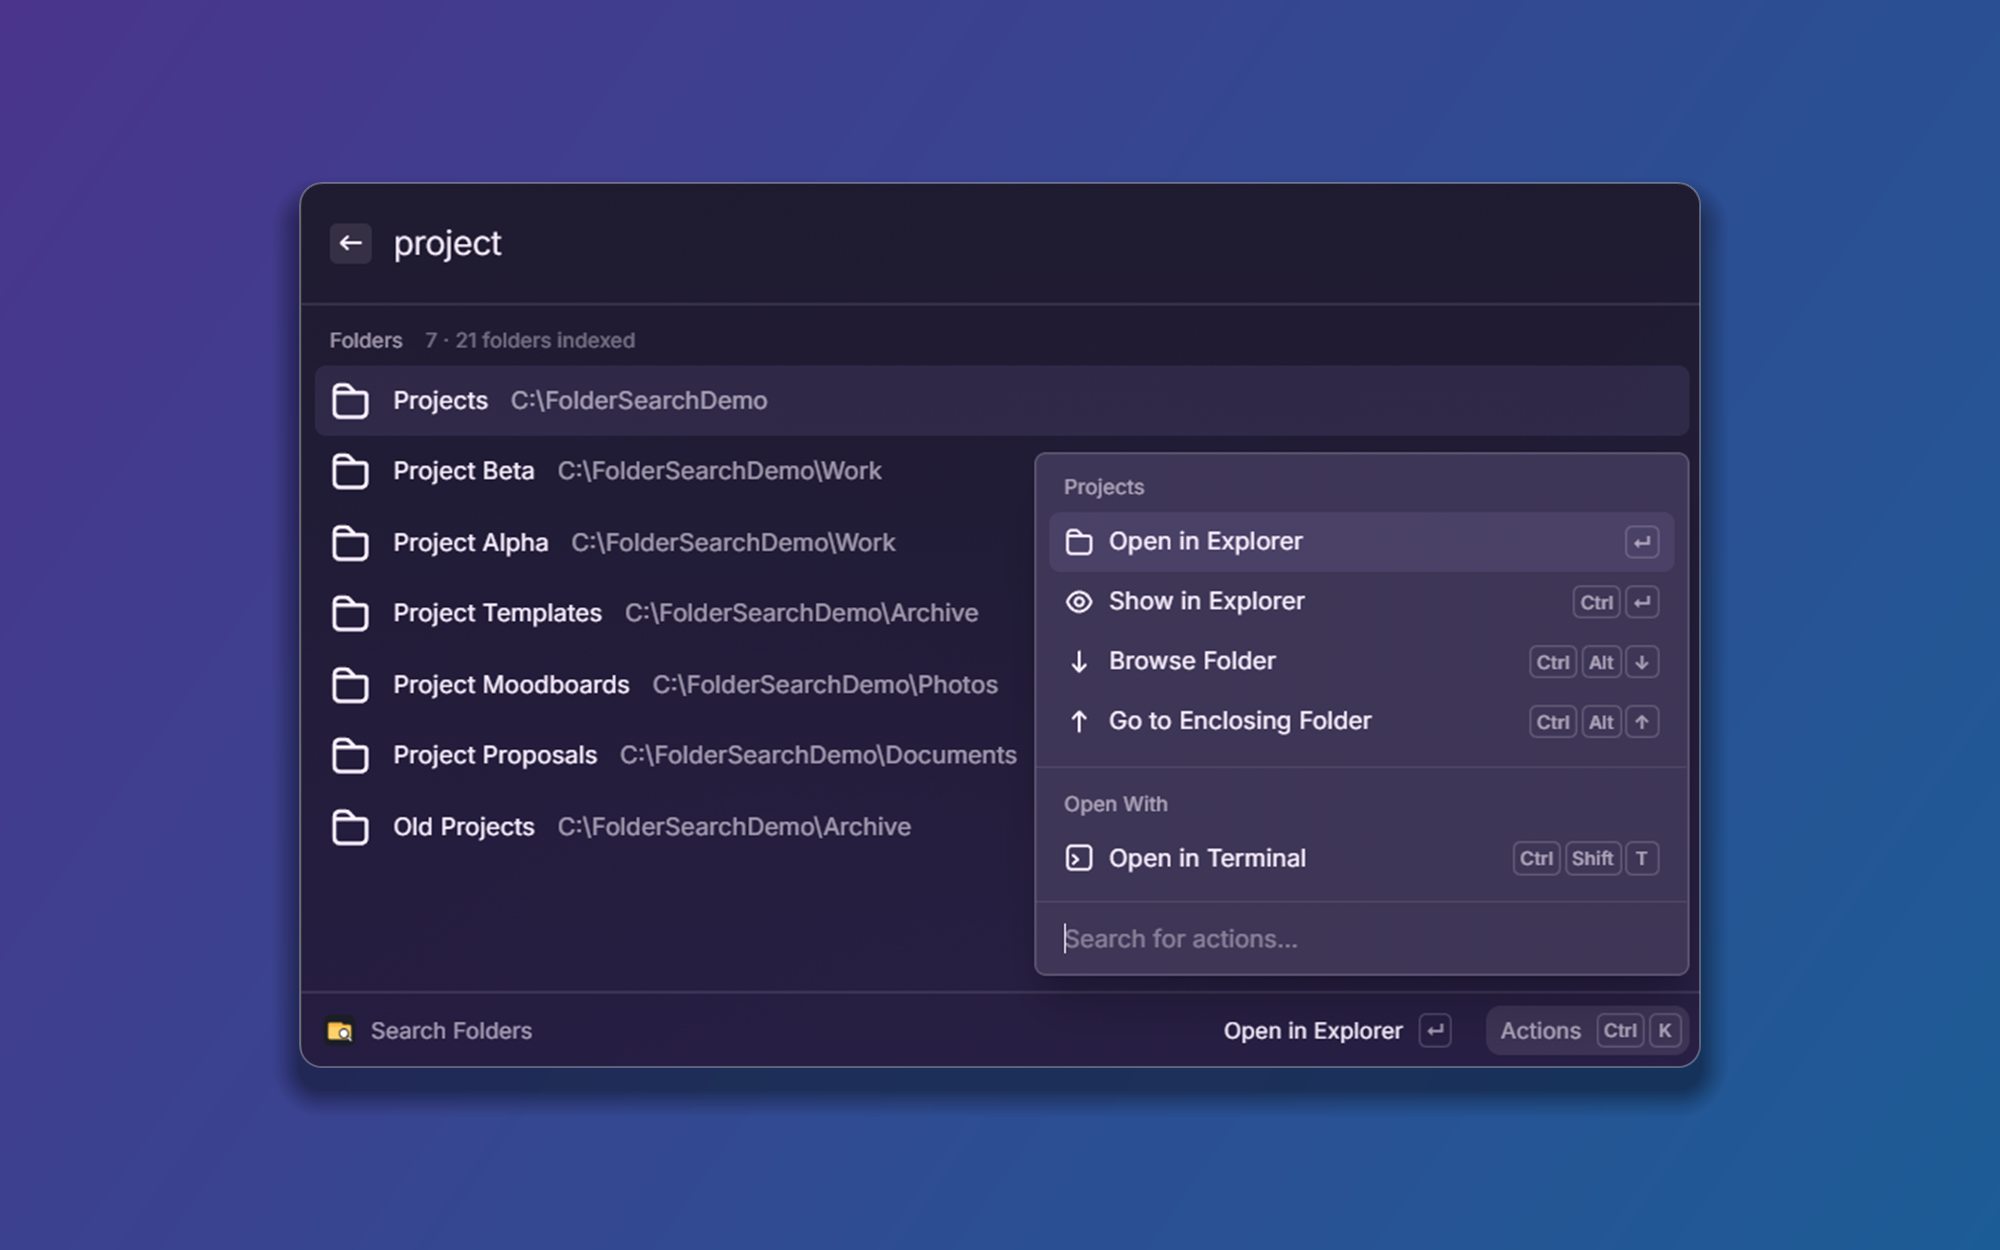 project
Folders 7 · 21 folders indexed
Projects C:\FolderSearchDemo
Project Beta C:\FolderSearchDemo\Work
Project Alpha C:\FolderSearchDemo\Work
Project Templates C:\FolderSearchDemo\Archive
Project Moodboards C:\FolderSearchDemo\Photos
Project Proposals C:\FolderSearchDemo\Documents
Old Projects C:\FolderSearchDemo\Archive
Projects
Open in Explorer ↵
Show in Explorer Ctrl ↵
Browse Folder Ctrl Alt ↓
Go to Enclosing Folder Ctrl Alt ↑
Open With
Open in Terminal Ctrl Shift T
Search for actions...
Search Folders
Open in Explorer ↵
Actions Ctrl K